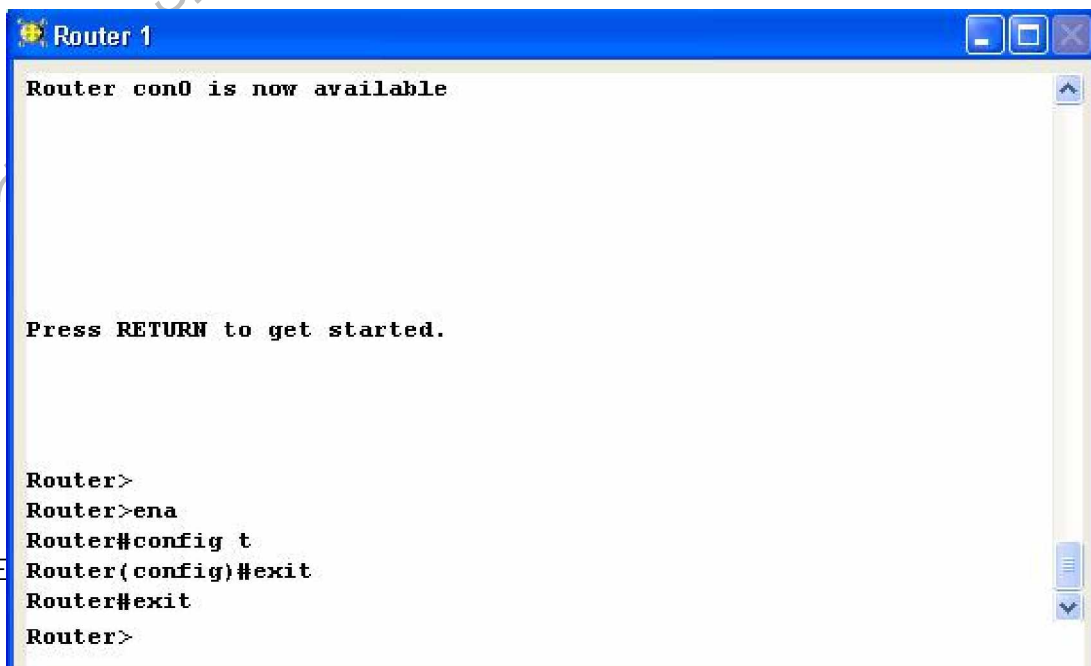 Router 1
Router con0 is now available
Press RETURN to get started.
Router>
Router>ena
Router#config t
Router(config)#exit
Router#exit
Router>